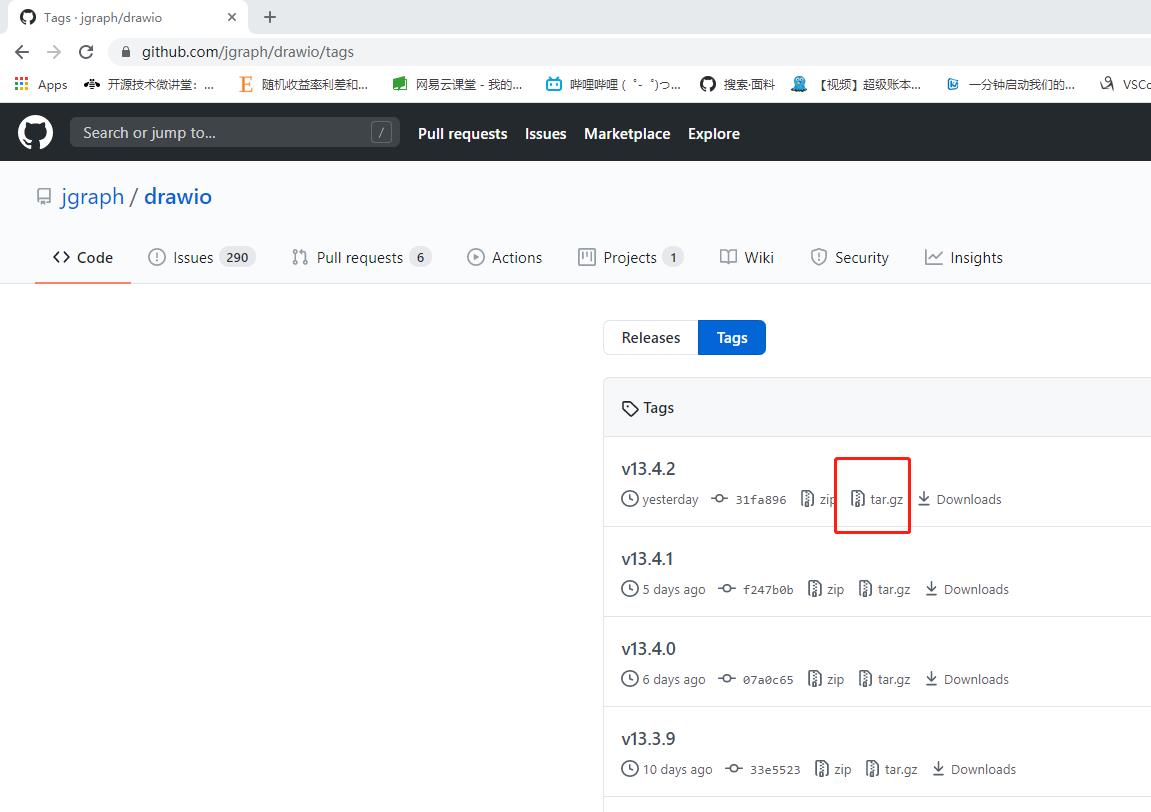 Tags · jgraph/drawio
github.com/jgraph/drawio/tags
Apps 开源技术微讲堂： ... 随机收益率利差和... 网易云课堂 - 我的... 哔哩哔哩 ( ゜- ゜)つ... 搜索·面料 【视频】超级账本... 一分钟启动我们的... VSCo
Search or jump to... / Pull requests Issues Marketplace Explore
jgraph / drawio
Code Issues 290 Pull requests 6 Actions Projects 1 Wiki Security Insights
Releases Tags
Tags
v13.4.2
yesterday 31fa896 zip tar.gz Downloads
v13.4.1
5 days ago f247b0b zip tar.gz Downloads
v13.4.0
6 days ago 07a0c65 zip tar.gz Downloads
v13.3.9
10 days ago 33e5523 zip tar.gz Downloads